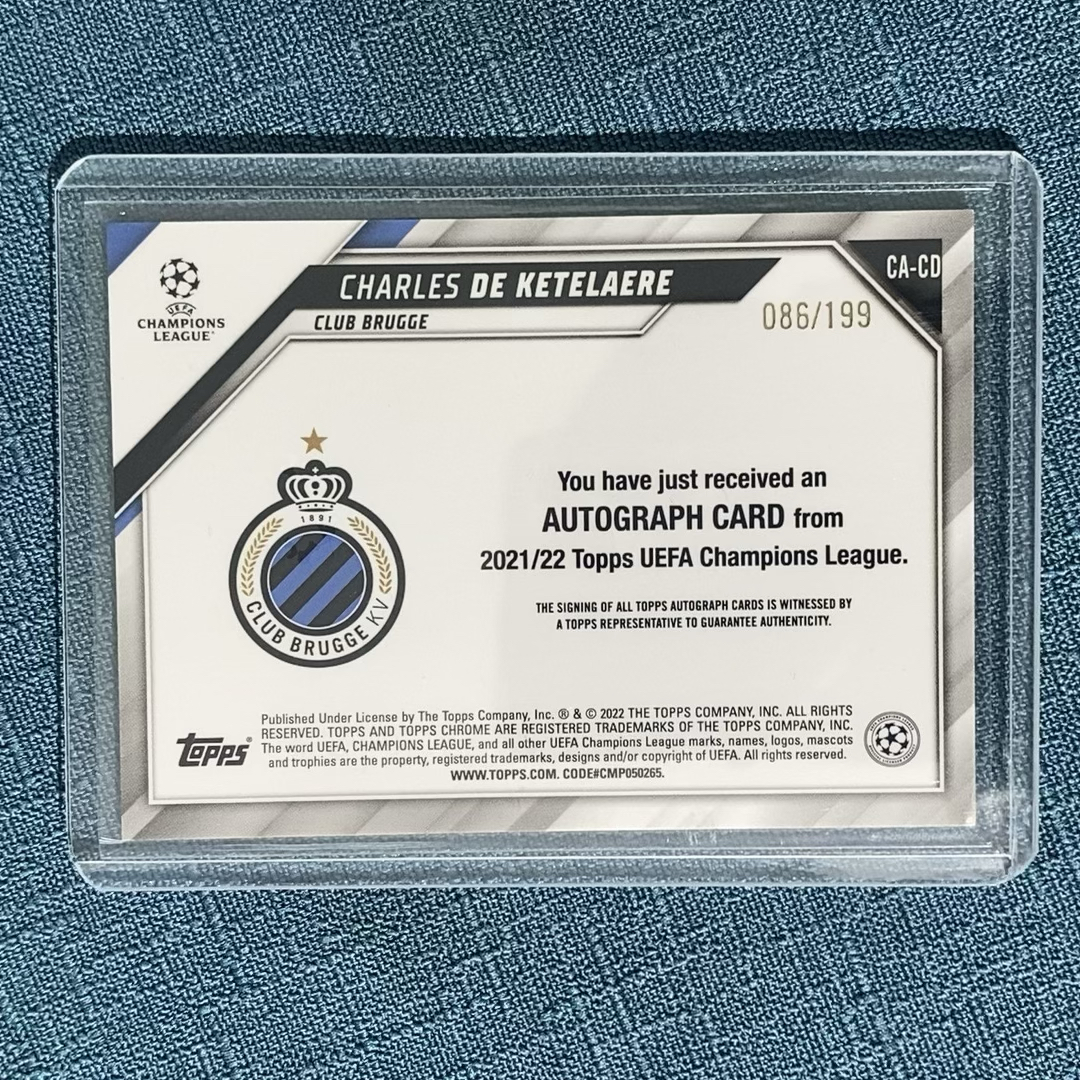 UEFA
CHAMPIONS
LEAGUE
CHARLES DE KETELAERE
CLUB BRUGGE
CA-CD
086/199
1891
CLUB BRUGGE KV
You have just received an
AUTOGRAPH CARD from
2021/22 Topps UEFA Champions League.
THE SIGNING OF ALL TOPPS AUTOGRAPH CARDS IS WITNESSED BY
A TOPPS REPRESENTATIVE TO GUARANTEE AUTHENTICITY.
topps®
Published Under License by The Topps Company, Inc. ® & © 2022 THE TOPPS COMPANY, INC. ALL RIGHTS
RESERVED. TOPPS AND TOPPS CHROME ARE REGISTERED TRADEMARKS OF THE TOPPS COMPANY, INC.
The word UEFA, CHAMPIONS LEAGUE, and all other UEFA Champions League marks, names, logos, mascots
and trophies are the property, registered trademarks, designs and/or copyright of UEFA. All rights reserved.
WWW.TOPPS.COM. CODE#CMP050265.